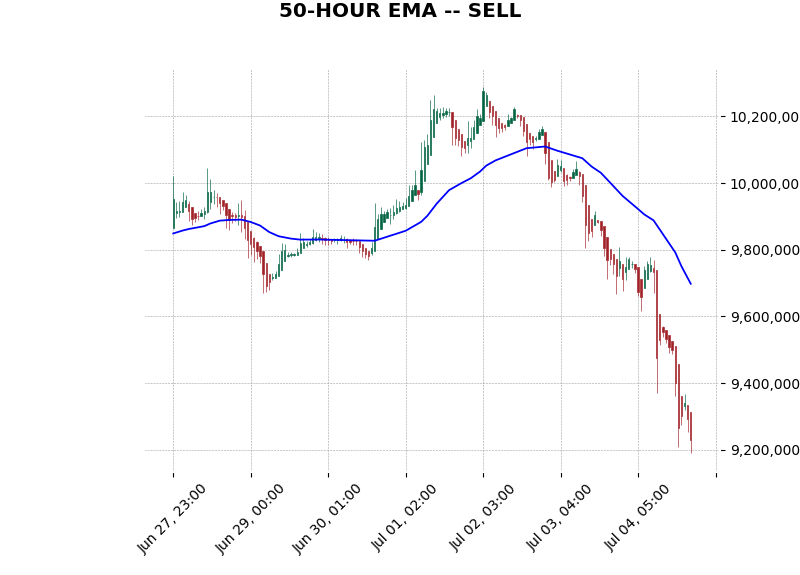 50-HOUR EMA -- SELL
10,200,000
10,000,00
9,800,000
9,600,000
9,400,000
9,200,000
Jun 27, 23:00
Jun 29, 00:00
Jun 30, 01:00
Jul 01, 02:00
Jul 02, 03:00
Jul 03, 04:00
Jul 04, 05:00